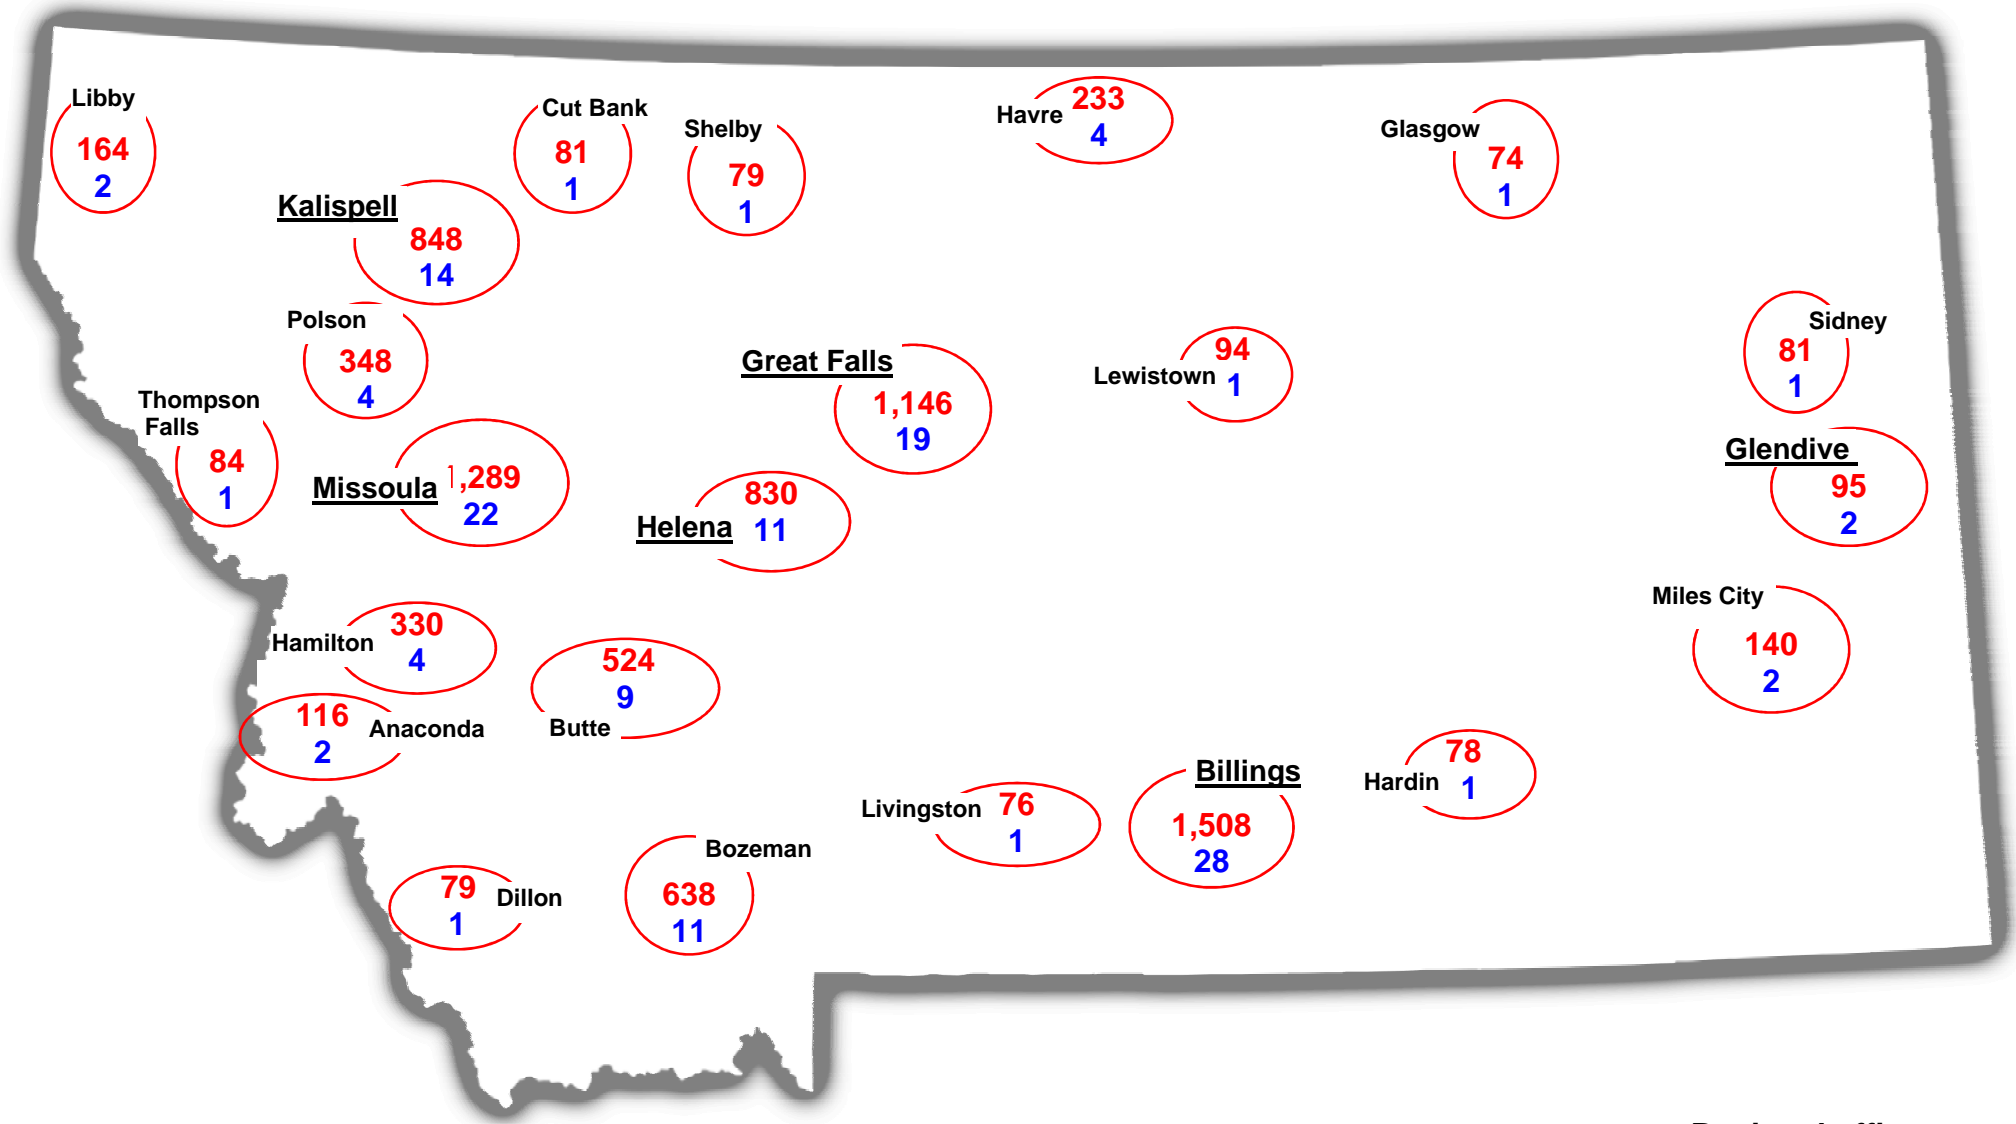 Libby
164
2
Cut Bank
81
1
Shelby
79
1
Havre
233
4
Glasgow
74
1
Kalispell
848
14
Polson
348
4
Great Falls
1,146
19
Lewistown
94
1
Sidney
81
1
Thompson
Falls
84
1
Missoula
1,289
22
Helena
830
11
Glendive
95
2
Miles City
140
2
Hamilton
330
4
Butte
524
9
Anaconda
116
2
Hardin
78
1
Billings
1,508
28
Livingston
76
1
Bozeman
638
11
Dillon
79
1